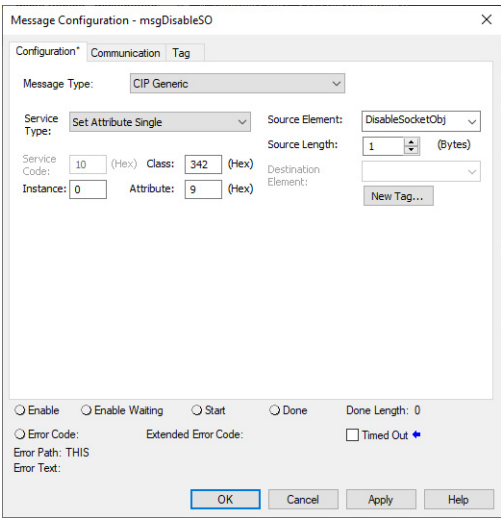 Message Configuration - msgDisableSO
Configuration* Communication Tag
Message Type: CIP Generic
Service Type: Set Attribute Single
Source Element: DisableSocketObj
Source Length: 1 (Bytes)
Service Code: 10 (Hex) Class: 342 (Hex)
Destination Element:
Instance: 0 Attribute: 9 (Hex)
New Tag...
Enable Enable Waiting Start Done Done Length: 0
Error Code: Extended Error Code: Timed Out
Error Path: THIS
Error Text:
OK Cancel Apply Help